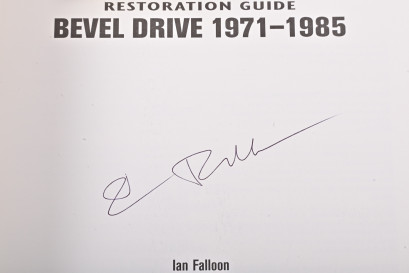 RESTORATION GUIDE
BEVEL DRIVE 1971–1985
Ian Falloon